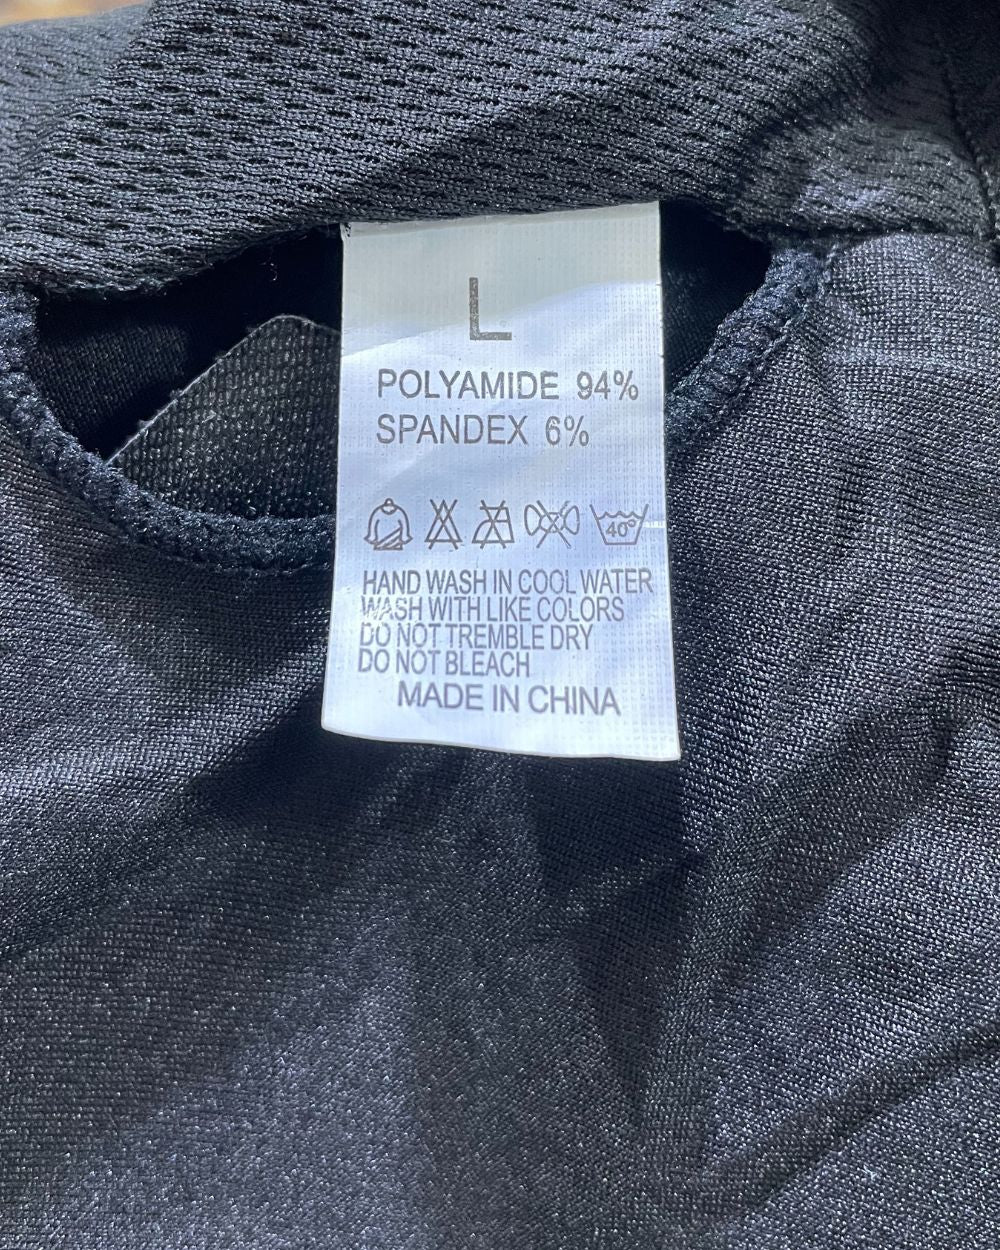 L
POLYAMIDE 94%
SPANDEX 6%
40°
HAND WASH IN COOL WATER
WASH WITH LIKE COLORS
DO NOT TREMBLE DRY
DO NOT BLEACH
MADE IN CHINA